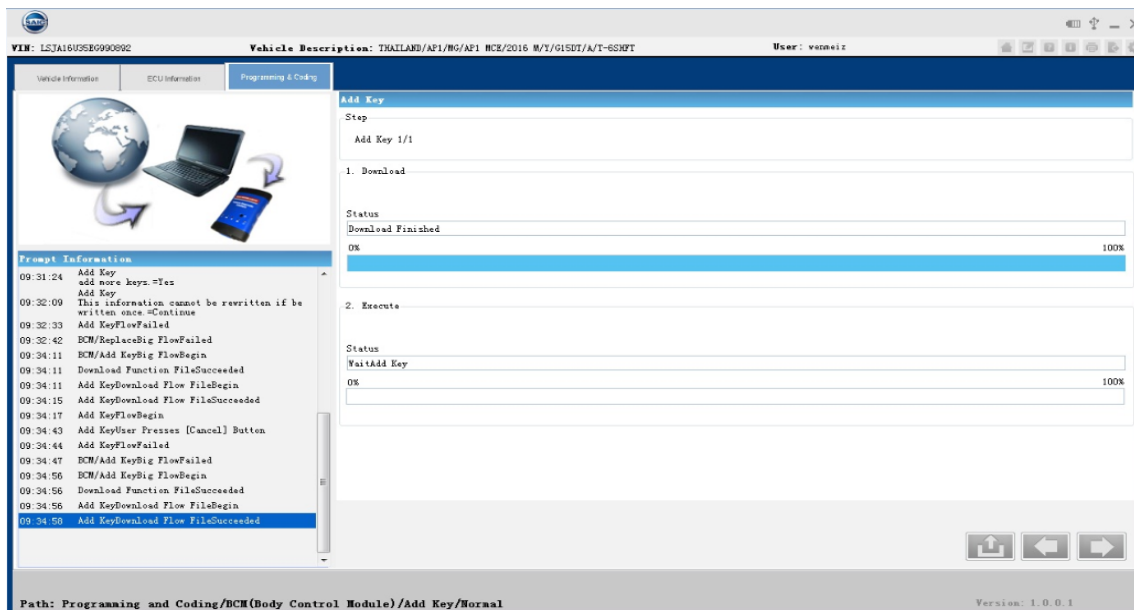 SAIC
VIN: LSJA16U35EG990892 Vehicle Description: THAILAND/AP1/MG/AP1 MCE/2016 M/Y/G15DT/A/T-6SHFT User: wenmeiz
Vehicle Information ECU Information Programming & Coding
Add Key
Step
Add Key 1/1
1. Download
Status
Download Finished
0% 100%
2. Execute
Status
WaitAdd Key
0% 100%
Prompt Information
09:31:24 Add Key
add more keys.=Yes
Add Key
09:32:09 This information cannot be rewritten if be
written once.=Continue
09:32:33 Add KeyFlowFailed
09:32:42 BCM/ReplaceBig FlowFailed
09:34:11 BCM/Add KeyBig FlowBegin
09:34:11 Download Function FileSucceeded
09:34:11 Add KeyDownload Flow FileBegin
09:34:15 Add KeyDownload Flow FileSucceeded
09:34:17 Add KeyFlowBegin
09:34:43 Add KeyUser Presses [Cancel] Button
09:34:44 Add KeyFlowFailed
09:34:47 BCM/Add KeyBig FlowFailed
09:34:56 BCM/Add KeyBig FlowBegin
09:34:56 Download Function FileSucceeded
09:34:56 Add KeyDownload Flow FileBegin
09:34:58 Add KeyDownload Flow FileSucceeded
Path: Programming and Coding/BCM(Body Control Module)/Add Key/Normal Version: 1.0.0.1